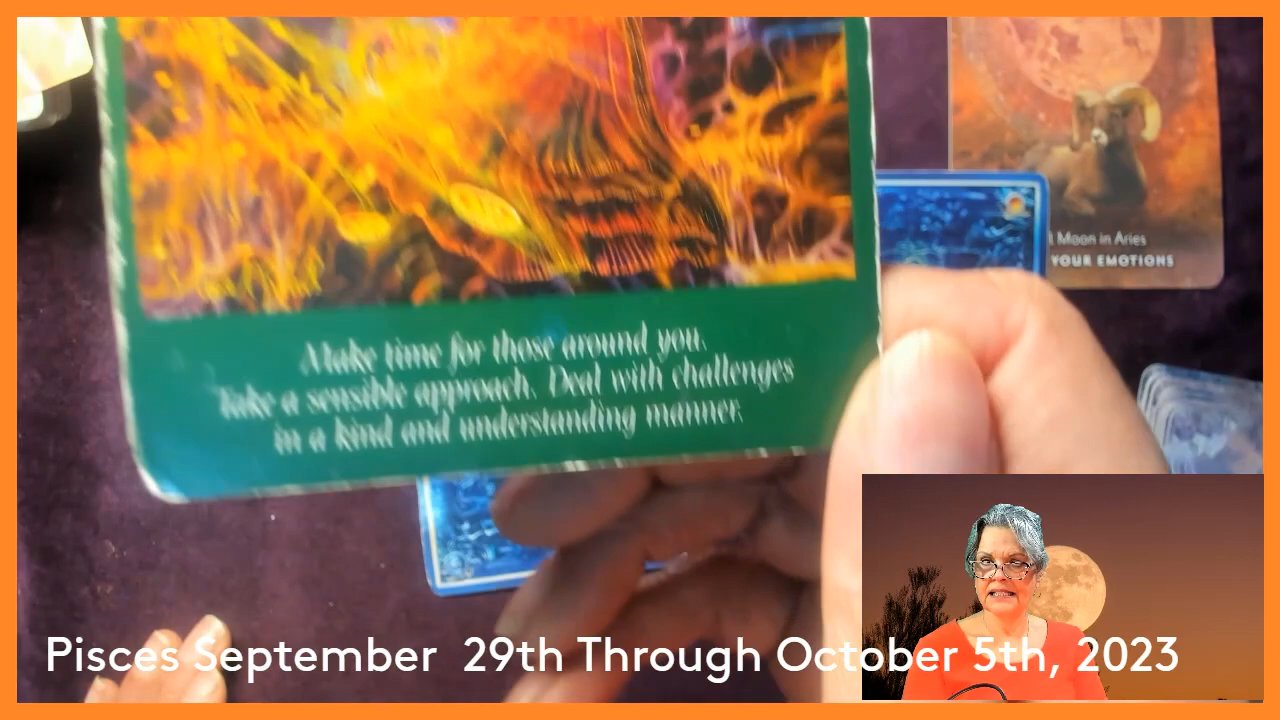 l Moon in Aries
YOUR EMOTIONS
Make time for those around you.
Take a sensible approach. Deal with challenges
in a kind and understanding manner.
Pisces September 29th Through October 5th, 2023